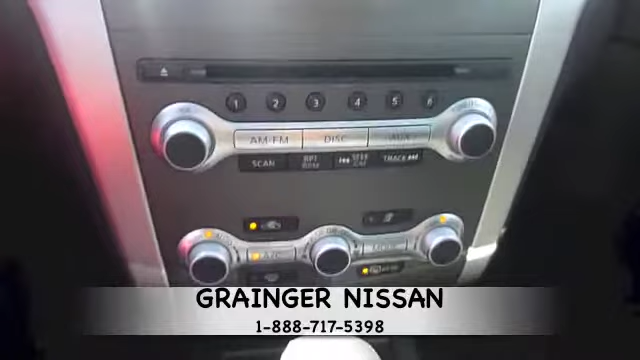 1 2 3 4 5 6
AM·FM DISC AUX
SCAN RPT SEEK TRACK
A/C MODE
GRAINGER NISSAN
1-888-717-5398